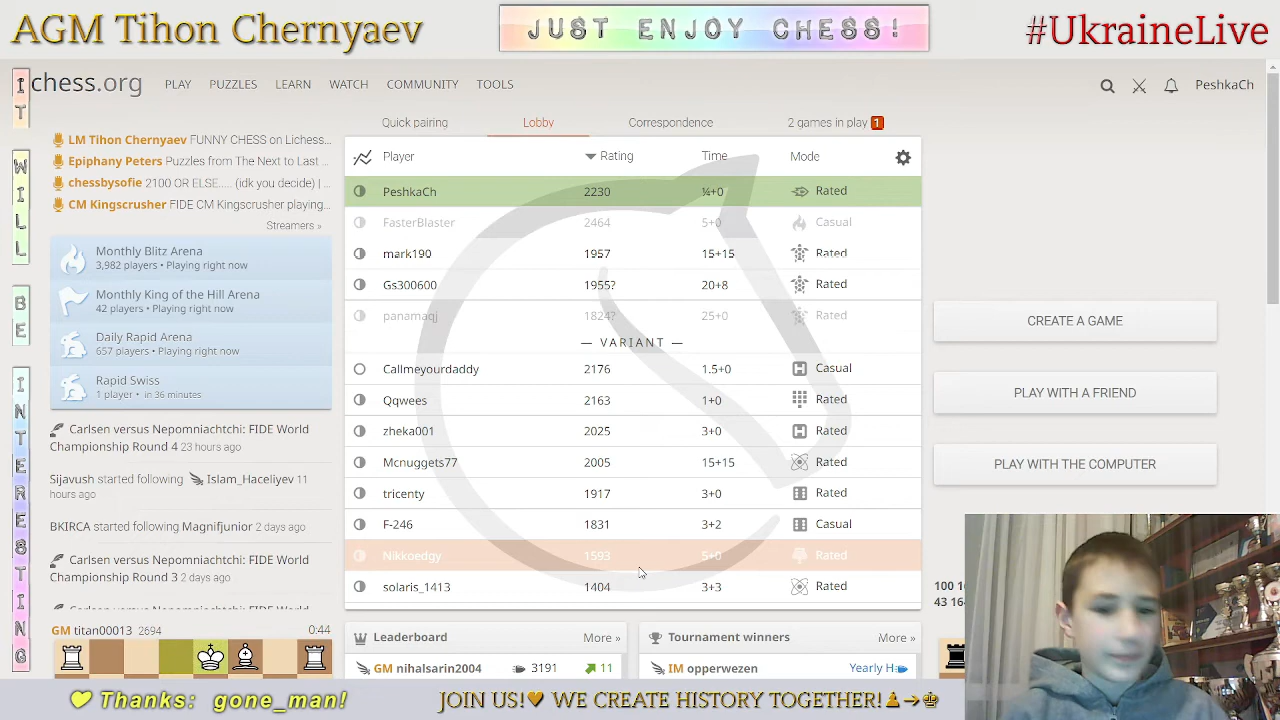 AGM Tihon Chernyaev
JUST ENJOY CHESS!
#UkraineLive
IT WILL BE INTERESTING
chess.org
PLAY
PUZZLES
LEARN
WATCH
COMMUNITY
TOOLS
PeshkaCh
LM Tihon Chernyaev FUNNY CHESS on Lichess...
Epiphany Peters Puzzles from The Next to Last ...
chessbysofie 2100 OR ELSE..... (idk you decide) | ...
CM Kingscrusher FIDE CM Kingscrusher playing...
Streamers »
Monthly Blitz Arena
3,982 players • Playing right now
Monthly King of the Hill Arena
42 players • Playing right now
Daily Rapid Arena
657 players • Playing right now
Rapid Swiss
1 player • in 36 minutes
Carlsen versus Nepomniachtchi: FIDE World
Championship Round 4 23 hours ago
Sijavush started following Islam_Haceliyev 11
hours ago
BKIRCA started following Magnifjunior 2 days ago
Carlsen versus Nepomniachtchi: FIDE World
Championship Round 3 2 days ago
GM titan00013 2694 0:44
Quick pairing
Lobby
Correspondence
2 games in play 1
Player Rating Time Mode
PeshkaCh 2230 ¼+0 Rated
FasterBlaster 2464 5+0 Casual
mark190 1957 15+15 Rated
Gs300600 1955? 20+8 Rated
panamaqj 1824? 25+0 Rated
— VARIANT —
Callmeyourdaddy 2176 1.5+0 Casual
Qqwees 2163 1+0 Rated
zheka001 2025 3+0 Rated
Mcnuggets77 2005 15+15 Rated
tricenty 1917 3+0 Rated
F-246 1831 3+2 Casual
Nikkoedgy 1593 5+0 Rated
solaris_1413 1404 3+3 Rated
Leaderboard More »
GM nihalsarin2004 3191 11
Tournament winners More »
IM opperwezen Yearly H
CREATE A GAME
PLAY WITH A FRIEND
PLAY WITH THE COMPUTER
Thanks: gone_man!
JOIN US! WE CREATE HISTORY TOGETHER!